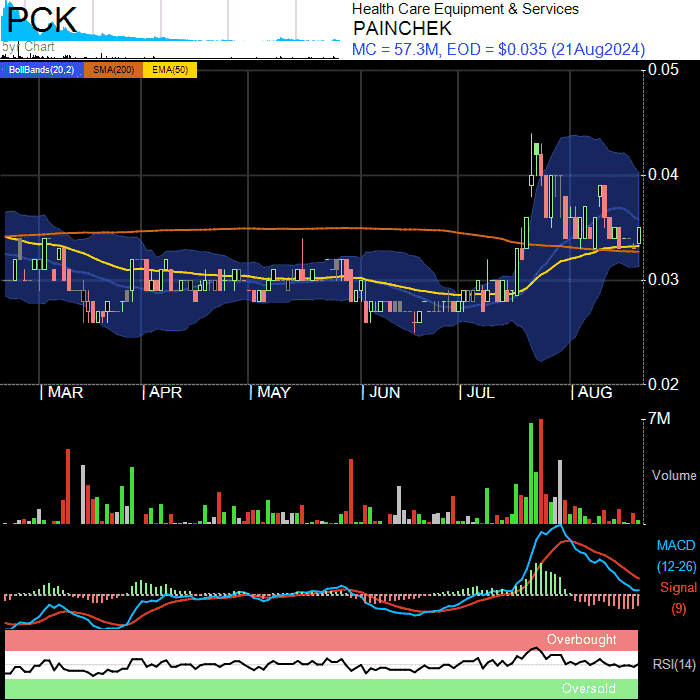 PCK
5yr Chart
Health Care Equipment & Services
PAINCHEK
MC = 57.3M, EOD = $0.035 (21Aug2024)
BollBands(20,2) SMA(200) EMA(50)
0.05
0.04
0.03
0.02
MAR APR MAY JUN JUL AUG
7M
Volume
MACD
(12-26)
Signal
(9)
Overbought
RSI(14)
Oversold